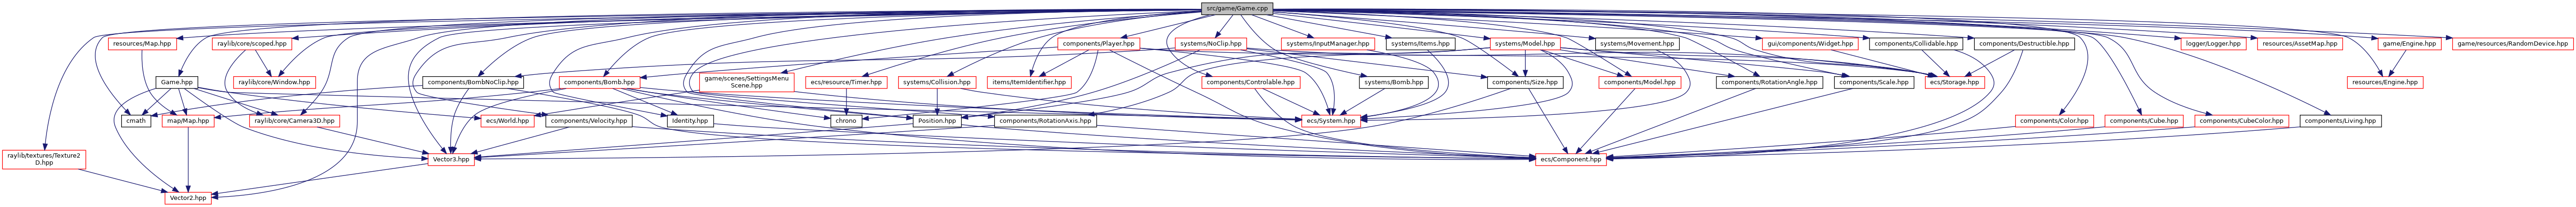 src/game/Game.cpp
resources/Map.hpp
raylib/core/scoped.hpp
components/Player.hpp
systems/NoClip.hpp
systems/InputManager.hpp
systems/Items.hpp
systems/Model.hpp
systems/Movement.hpp
gui/components/Widget.hpp
components/Collidable.hpp
components/Destructible.hpp
logger/Logger.hpp
resources/AssetMap.hpp
game/Engine.hpp
game/resources/RandomDevice.hpp
Game.hpp
raylib/core/Window.hpp
components/BombNoClip.hpp
components/Bomb.hpp
game/scenes/SettingsMenu
Scene.hpp
ecs/resource/Timer.hpp
systems/Collision.hpp
items/ItemIdentifier.hpp
components/Controlable.hpp
systems/Bomb.hpp
components/Size.hpp
components/Model.hpp
components/RotationAngle.hpp
components/Scale.hpp
ecs/Storage.hpp
resources/Engine.hpp
cmath
map/Map.hpp
raylib/core/Camera3D.hpp
ecs/World.hpp
components/Velocity.hpp
Identity.hpp
chrono
Position.hpp
components/RotationAxis.hpp
ecs/System.hpp
components/Color.hpp
components/Cube.hpp
components/CubeColor.hpp
components/Living.hpp
raylib/textures/Texture2
D.hpp
Vector3.hpp
ecs/Component.hpp
Vector2.hpp